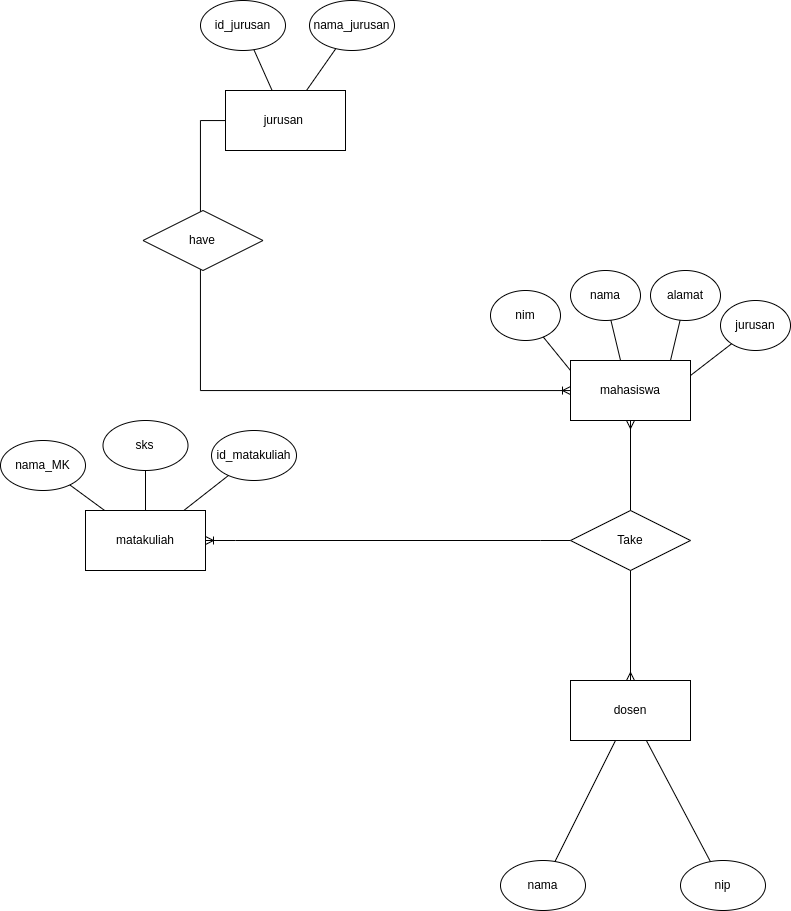 id_jurusan
nama_jurusan
jurusan
have
nama
alamat
nim
jurusan
mahasiswa
sks
id_matakuliah
nama_MK
matakuliah
Take
dosen
nama
nip